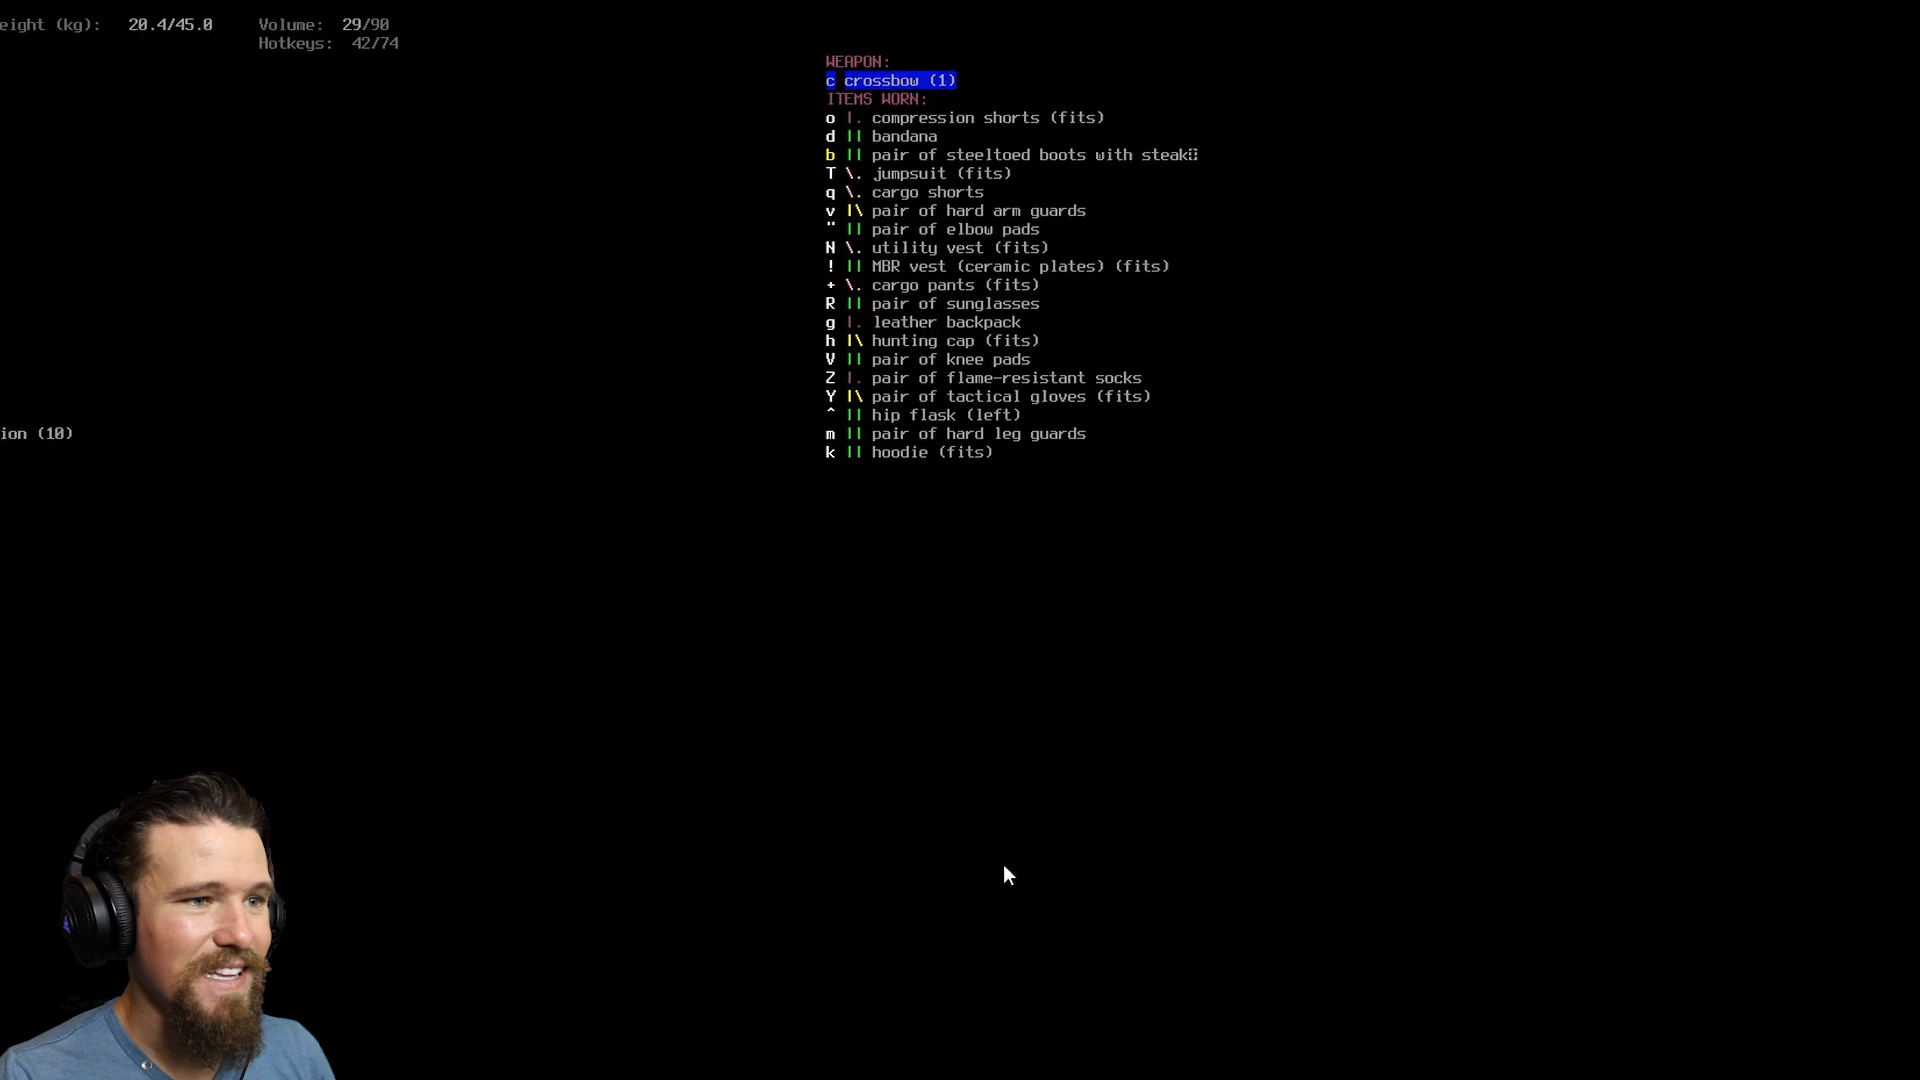 eight (kg): 20.4/45.0 Volume: 29/90
Hotkeys: 42/74
WEAPON:
c crossbow (1)
ITEMS WORN:
o |. compression shorts (fits)
d || bandana
b || pair of steeltoed boots with steak
T \. jumpsuit (fits)
q \. cargo shorts
v |\ pair of hard arm guards
" || pair of elbow pads
N \. utility vest (fits)
! || MBR vest (ceramic plates) (fits)
+ \. cargo pants (fits)
R || pair of sunglasses
g |. leather backpack
h |\ hunting cap (fits)
V || pair of knee pads
Z |. pair of flame-resistant socks
Y |\ pair of tactical gloves (fits)
^ || hip flask (left)
ion (10)
m || pair of hard leg guards
k || hoodie (fits)